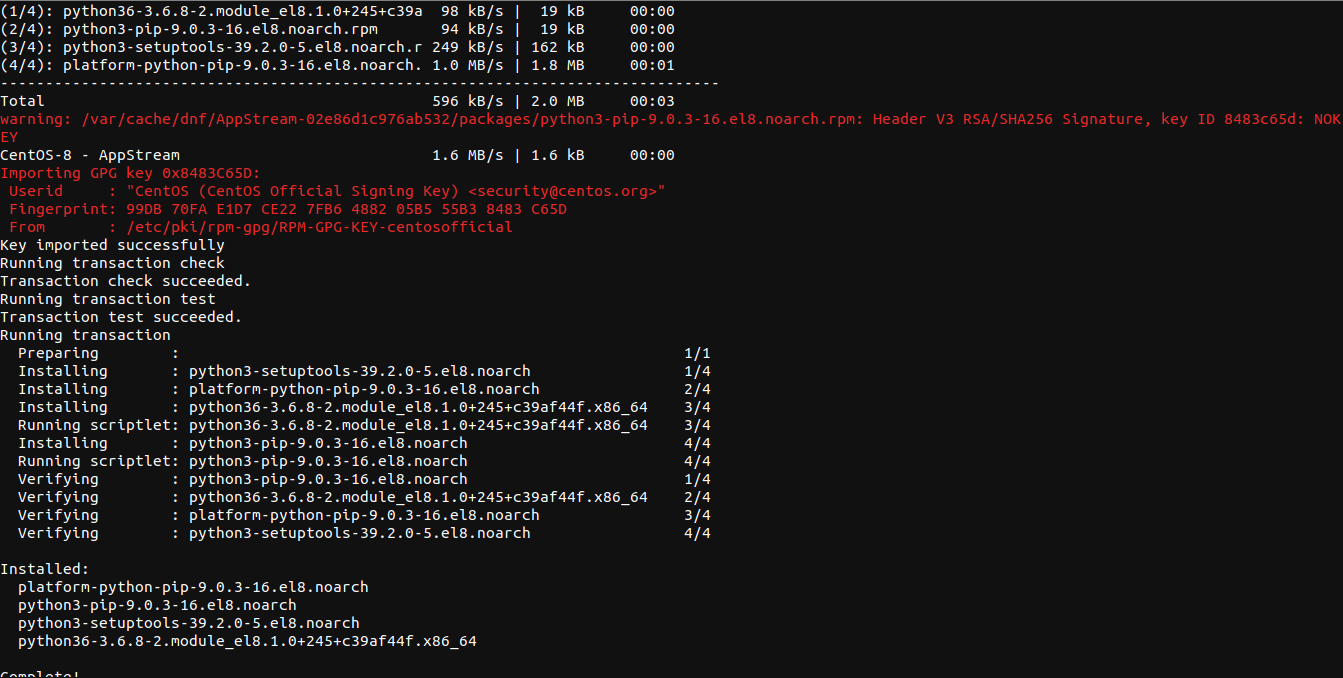 (1/4): python36-3.6.8-2.module_el8.1.0+245+c39a  98 kB/s |  19 kB     00:00
(2/4): python3-pip-9.0.3-16.el8.noarch.rpm       94 kB/s |  19 kB     00:00
(3/4): python3-setuptools-39.2.0-5.el8.noarch.r 249 kB/s | 162 kB     00:00
(4/4): platform-python-pip-9.0.3-16.el8.noarch. 1.0 MB/s | 1.8 MB     00:01
--------------------------------------------------------------------------------
Total                                           596 kB/s | 2.0 MB     00:03
warning: /var/cache/dnf/AppStream-02e86d1c976ab532/packages/python3-pip-9.0.3-16.el8.noarch.rpm: Header V3 RSA/SHA256 Signature, key ID 8483c65d: NOK
EY
CentOS-8 - AppStream                            1.6 MB/s | 1.6 kB     00:00
Importing GPG key 0x8483C65D:
 Userid     : "CentOS (CentOS Official Signing Key) <security@centos.org>"
 Fingerprint: 99DB 70FA E1D7 CE22 7FB6 4882 05B5 55B3 8483 C65D
 From       : /etc/pki/rpm-gpg/RPM-GPG-KEY-centosofficial
Key imported successfully
Running transaction check
Transaction check succeeded.
Running transaction test
Transaction test succeeded.
Running transaction
  Preparing        :                                                        1/1
  Installing       : python3-setuptools-39.2.0-5.el8.noarch                 1/4
  Installing       : platform-python-pip-9.0.3-16.el8.noarch                2/4
  Installing       : python36-3.6.8-2.module_el8.1.0+245+c39af44f.x86_64    3/4
  Running scriptlet: python36-3.6.8-2.module_el8.1.0+245+c39af44f.x86_64    3/4
  Installing       : python3-pip-9.0.3-16.el8.noarch                        4/4
  Running scriptlet: python3-pip-9.0.3-16.el8.noarch                        4/4
  Verifying        : python3-pip-9.0.3-16.el8.noarch                        1/4
  Verifying        : python36-3.6.8-2.module_el8.1.0+245+c39af44f.x86_64    2/4
  Verifying        : platform-python-pip-9.0.3-16.el8.noarch                3/4
  Verifying        : python3-setuptools-39.2.0-5.el8.noarch                 4/4

Installed:
  platform-python-pip-9.0.3-16.el8.noarch
  python3-pip-9.0.3-16.el8.noarch
  python3-setuptools-39.2.0-5.el8.noarch
  python36-3.6.8-2.module_el8.1.0+245+c39af44f.x86_64

Complete!